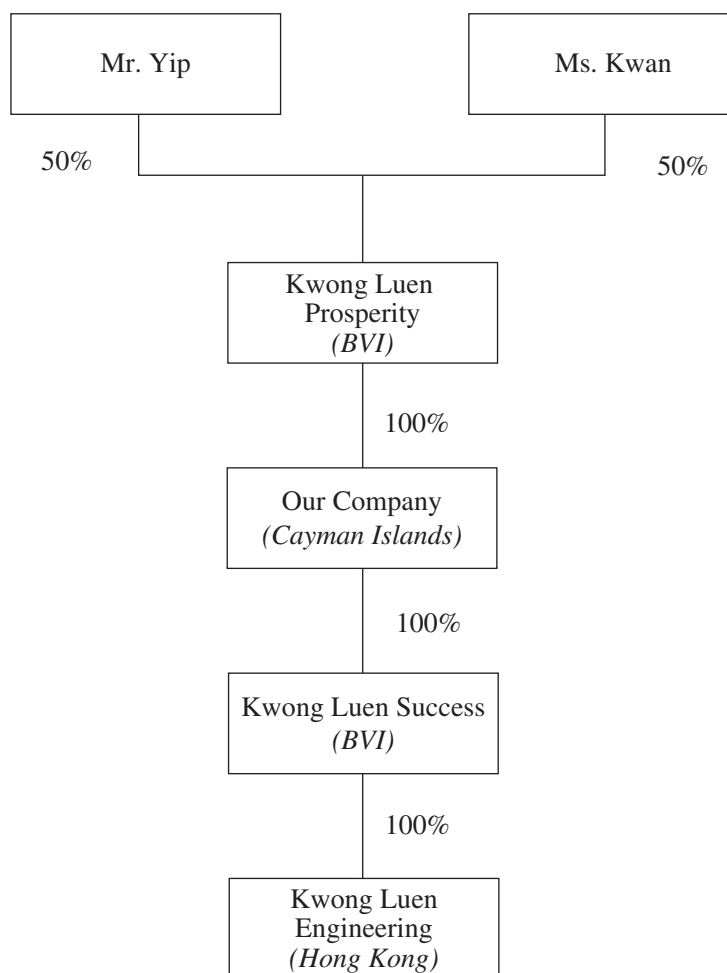 Mr. Yip
Ms. Kwan
50%
50%
Kwong Luen
Prosperity
(BVI)
100%
Our Company
(Cayman Islands)
100%
Kwong Luen Success
(BVI)
100%
Kwong Luen
Engineering
(Hong Kong)